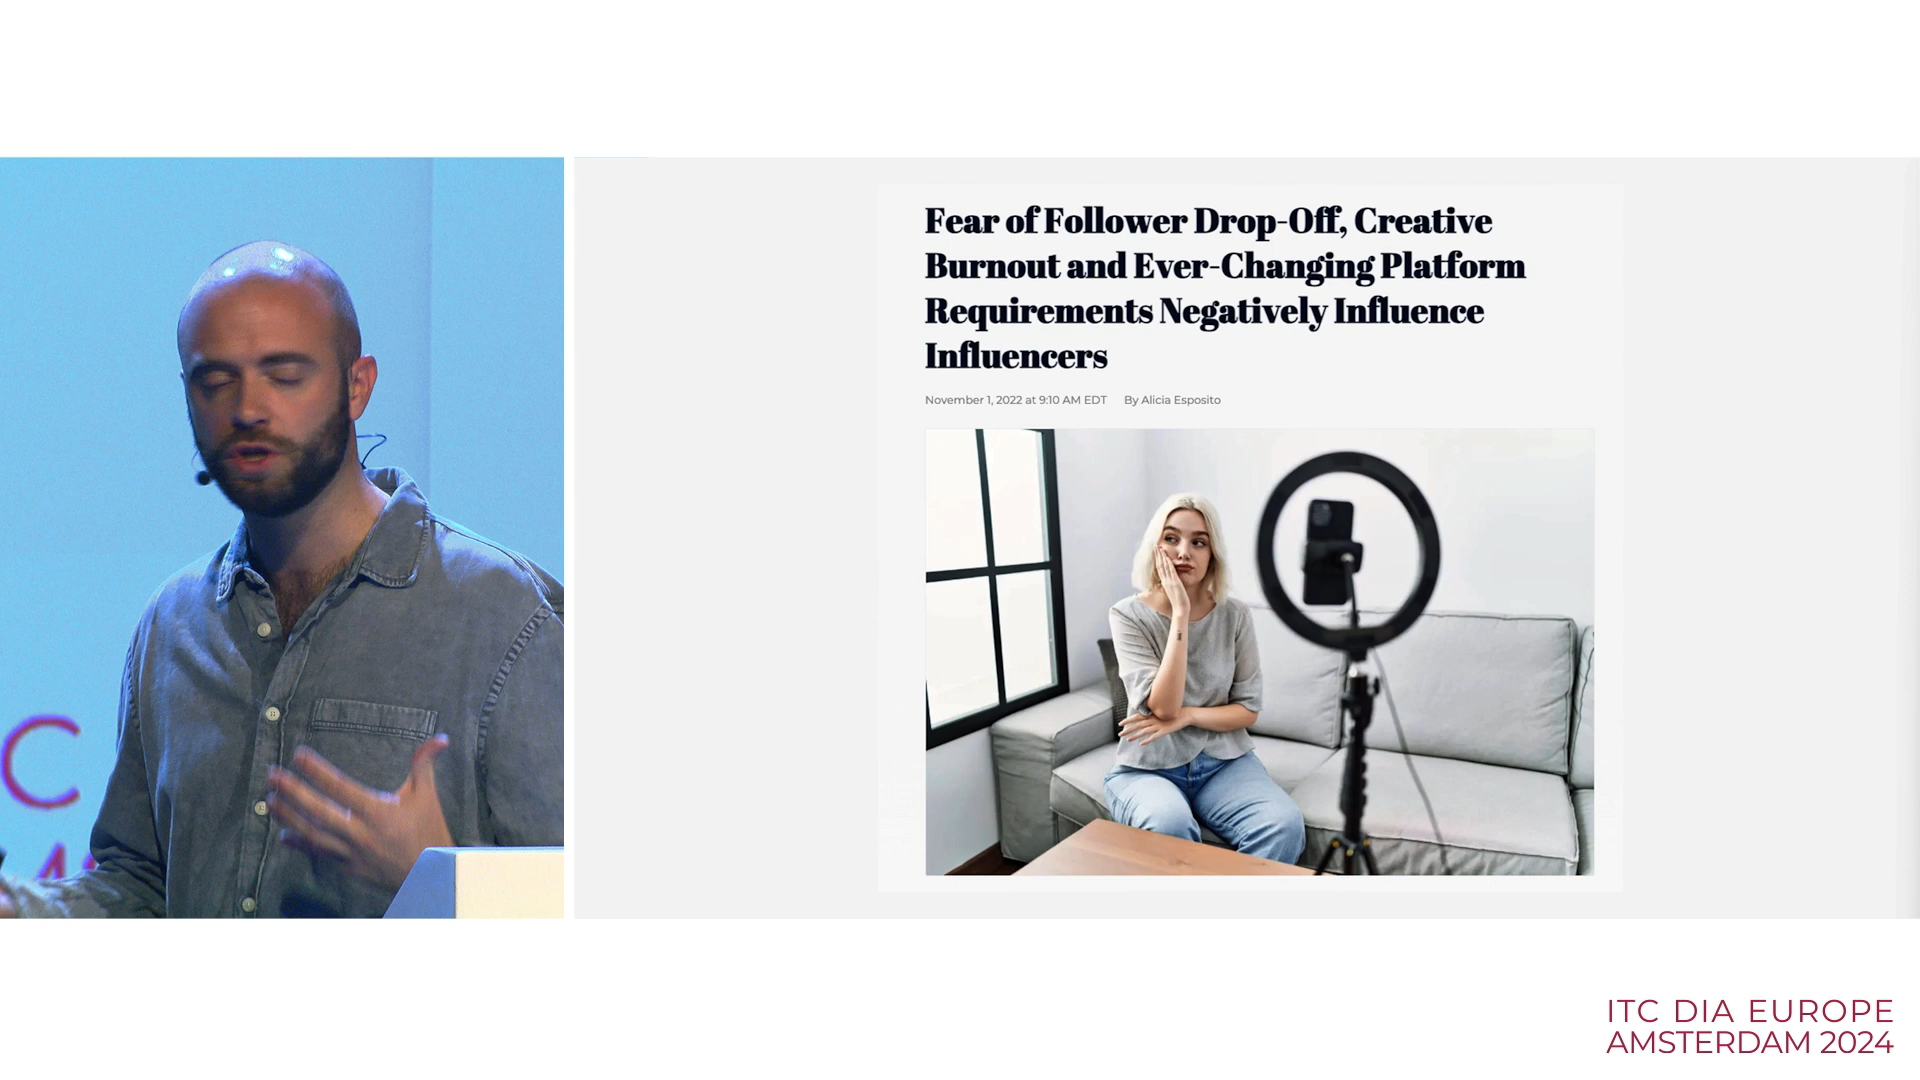 Fear of Follower Drop-Off, Creative
Burnout and Ever-Changing Platform
Requirements Negatively Influence
Influencers
November 1, 2022 at 9:10 AM EDT By Alicia Esposito
C
ITC DIA EUROPE
AMSTERDAM 2024